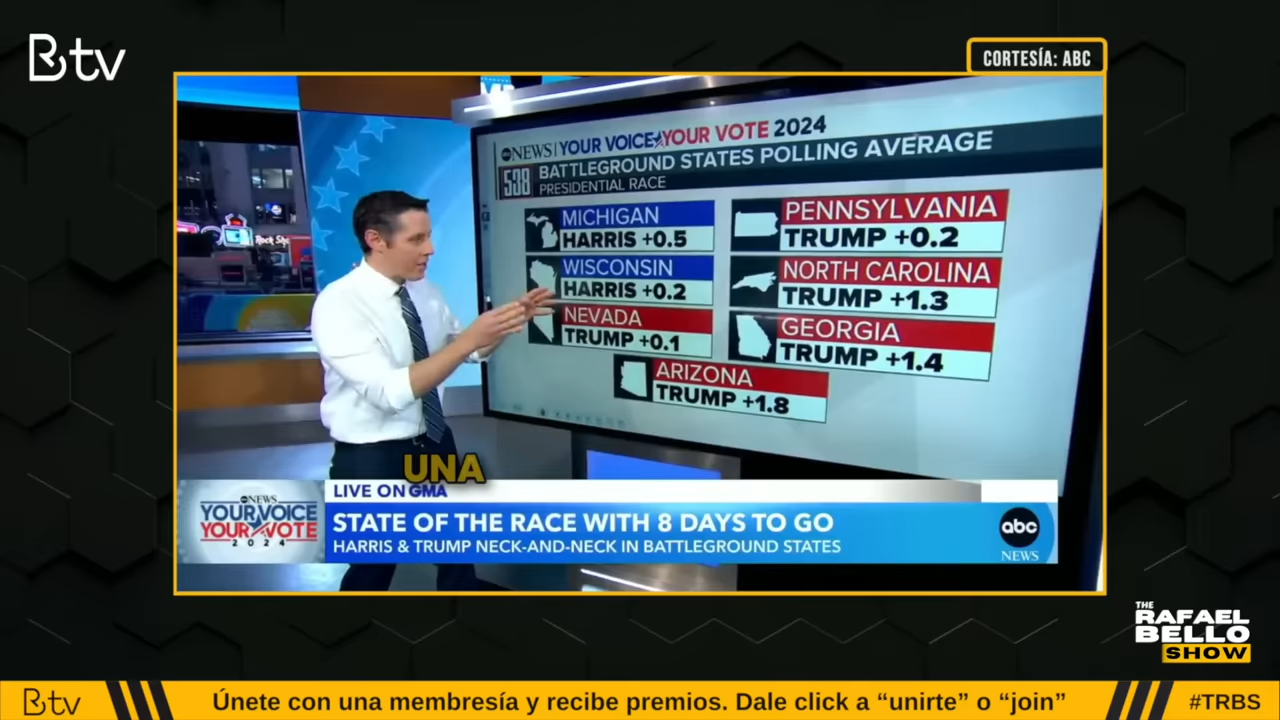 Btv
CORTESÍA: ABC
abc NEWS | YOUR VOICE YOUR VOTE 2024
538 BATTLEGROUND STATES POLLING AVERAGE
PRESIDENTIAL RACE
MICHIGAN
HARRIS +0.5
WISCONSIN
HARRIS +0.2
NEVADA
TRUMP +0.1
PENNSYLVANIA
TRUMP +0.2
NORTH CAROLINA
TRUMP +1.3
GEORGIA
TRUMP +1.4
ARIZONA
TRUMP +1.8
UNA
LIVE ON GMA
abc NEWS
YOUR VOICE
YOUR VOTE
2024
STATE OF THE RACE WITH 8 DAYS TO GO
HARRIS & TRUMP NECK-AND-NECK IN BATTLEGROUND STATES
abc
NEWS
THE
RAFAEL
BELLO
SHOW
Btv
Únete con una membresía y recibe premios. Dale click a “unirte” o “join”
#TRBS